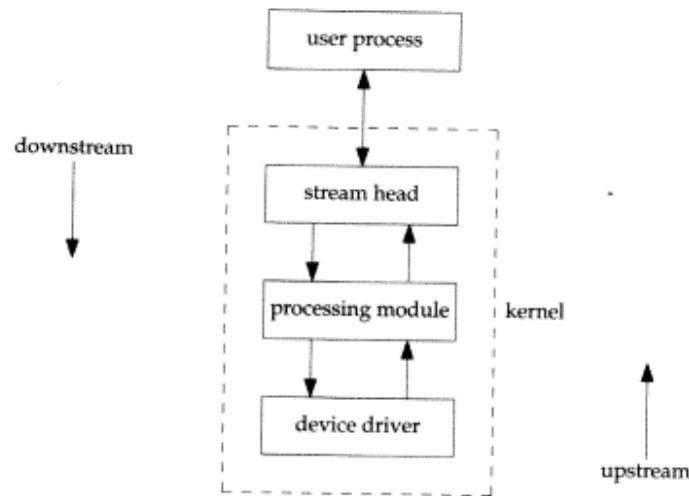 user process
downstream
stream head
processing module
kernel
device driver
upstream